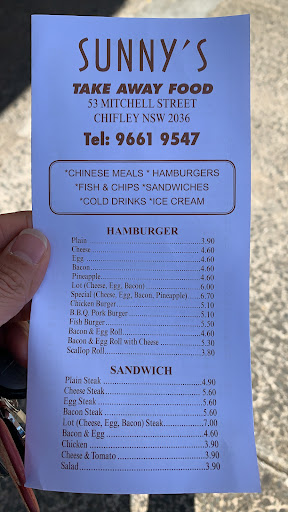 SUNNY'S
TAKE AWAY FOOD
53 MITCHELL STREET
CHIFLEY NSW 2036
Tel: 9661 9547
*CHINESE MEALS * HAMBURGERS
*FISH & CHIPS *SANDWICHES
*COLD DRINKS *ICE CREAM
HAMBURGER
Plain 3.90
Cheese 4.60
Egg 4.60
Bacon 4.60
Pineapple 4.60
Lot (Cheese, Egg, Bacon) 6.00
Special (Cheese, Egg, Bacon, Pineapple) 6.70
Chicken Burger 5.10
B.B.Q. Pork Burger 5.10
Fish Burger 5.50
Bacon & Egg Roll 4.60
Bacon & Egg Roll with Cheese 5.30
Scallop Roll 3.80
SANDWICH
Plain Steak 4.90
Cheese Steak 5.60
Egg Steak 5.60
Bacon Steak 5.60
Lot (Cheese, Egg, Bacon) Steak 7.00
Bacon & Egg 4.60
Chicken 3.90
Cheese & Tomato 3.90
Salad 3.90